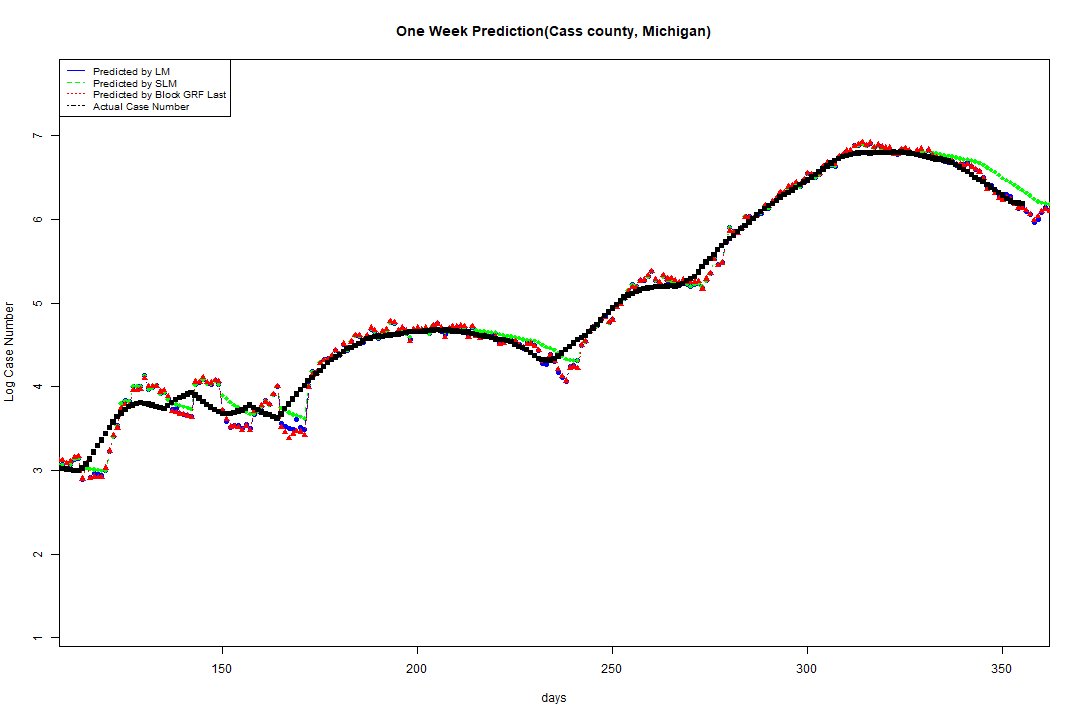 One Week Prediction(Cass county, Michigan)
Predicted by LM
Predicted by SLM
Predicted by Block GRF Last
Actual Case Number
7
6
5
4
3
2
1
Log Case Number
150 200 250 300 350
days